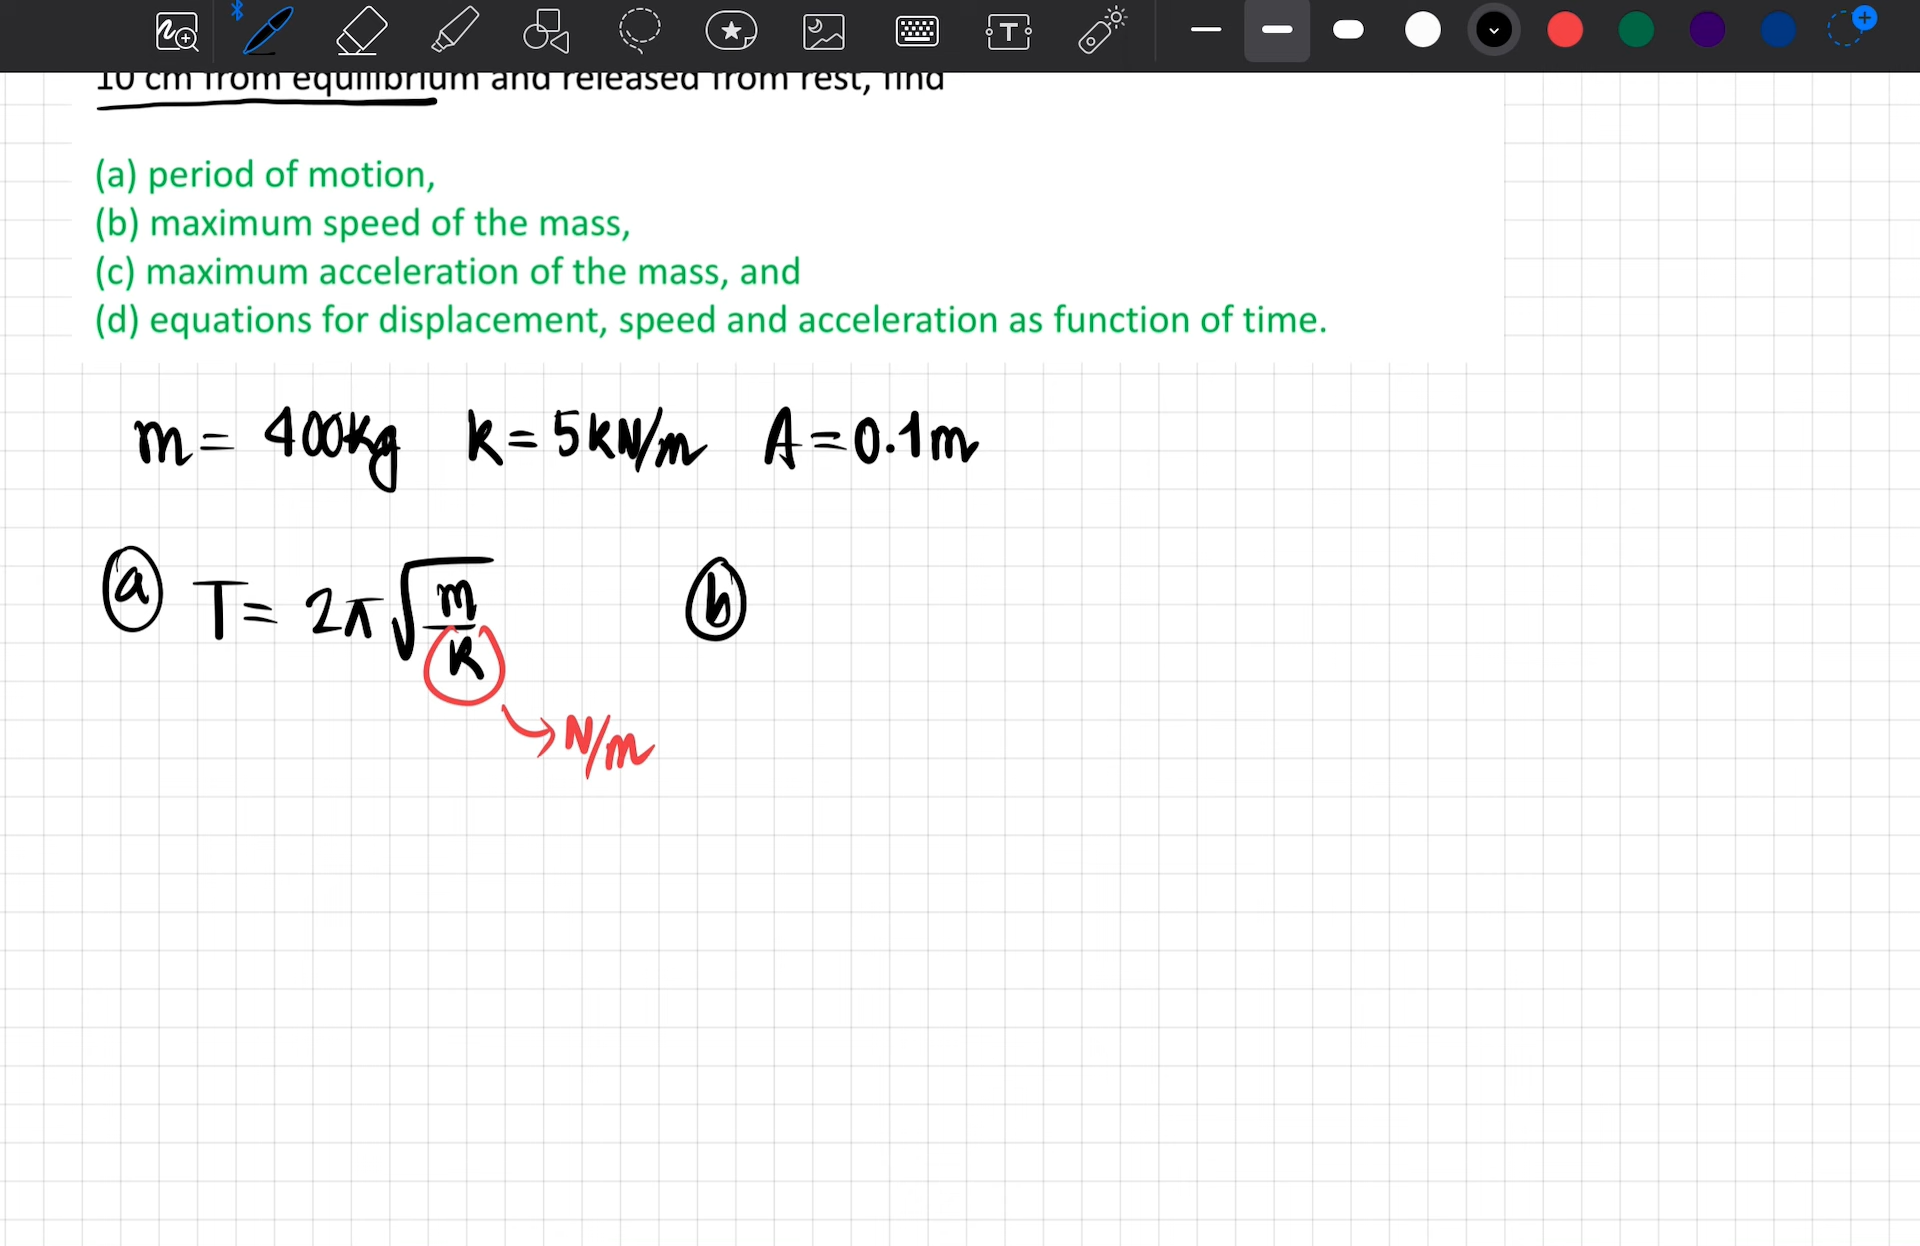 10 cm from equilibrium and released from rest, find
(a) period of motion,
(b) maximum speed of the mass,
(c) maximum acceleration of the mass, and
(d) equations for displacement, speed and acceleration as function of time.
m = 400kg k = 5kN/m A = 0.1m
(a) T = 2π√(m/k) (b)
→ N/m